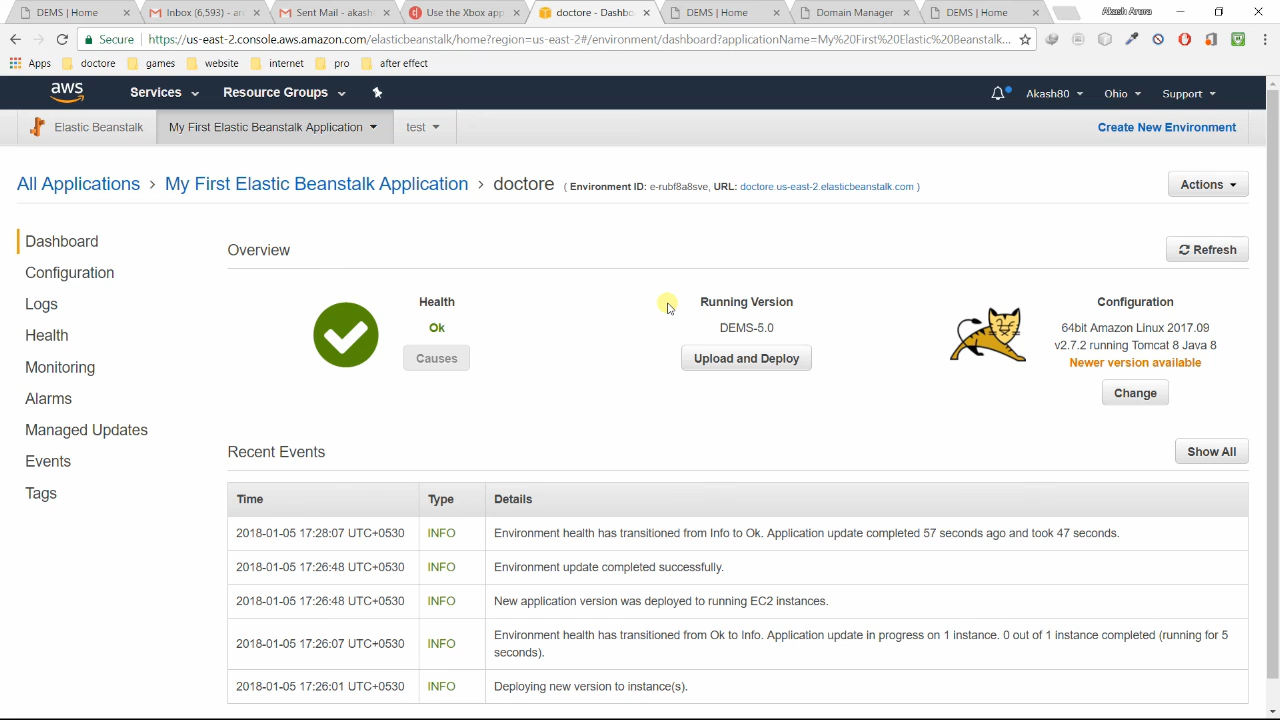 DEMS | Home
Inbox (6,593) - ar
Sent Mail - akash
Use the Xbox app
doctore - Dashbo
DEMS | Home
Domain Manager
DEMS | Home
Akash Arora
Secure
https://us-east-2.console.aws.amazon.com/elasticbeanstalk/home?region=us-east-2#/environment/dashboard?applicationName=My%20First%20Elastic%20Beanstalk...
Apps
doctore
games
website
internet
pro
after effect
aws
Services
Resource Groups
Akash80
Ohio
Support
Elastic Beanstalk
My First Elastic Beanstalk Application
test
Create New Environment
All Applications > My First Elastic Beanstalk Application > doctore ( Environment ID: e-rubf8a8sve, URL: doctore.us-east-2.elasticbeanstalk.com )
Actions
Dashboard
Configuration
Logs
Health
Monitoring
Alarms
Managed Updates
Events
Tags
Overview
Refresh
Health
Ok
Causes
Running Version
DEMS-5.0
Upload and Deploy
Configuration
64bit Amazon Linux 2017.09
v2.7.2 running Tomcat 8 Java 8
Newer version available
Change
Recent Events
Show All
Time Type Details
2018-01-05 17:28:07 UTC+0530 INFO Environment health has transitioned from Info to Ok. Application update completed 57 seconds ago and took 47 seconds.
2018-01-05 17:26:48 UTC+0530 INFO Environment update completed successfully.
2018-01-05 17:26:48 UTC+0530 INFO New application version was deployed to running EC2 instances.
2018-01-05 17:26:07 UTC+0530 INFO Environment health has transitioned from Ok to Info. Application update in progress on 1 instance. 0 out of 1 instance completed (running for 5
seconds).
2018-01-05 17:26:01 UTC+0530 INFO Deploying new version to instance(s).